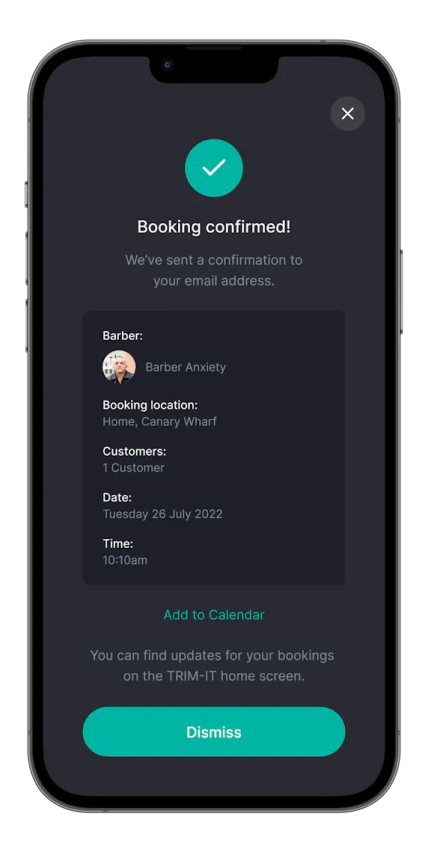 Booking confirmed!
We've sent a confirmation to
your email address.
Barber:
Barber Anxiety
Booking location:
Home, Canary Wharf
Customers:
1 Customer
Date:
Tuesday 26 July 2022
Time:
10:10am
Add to Calendar
You can find updates for your bookings
on the TRIM-IT home screen.
Dismiss